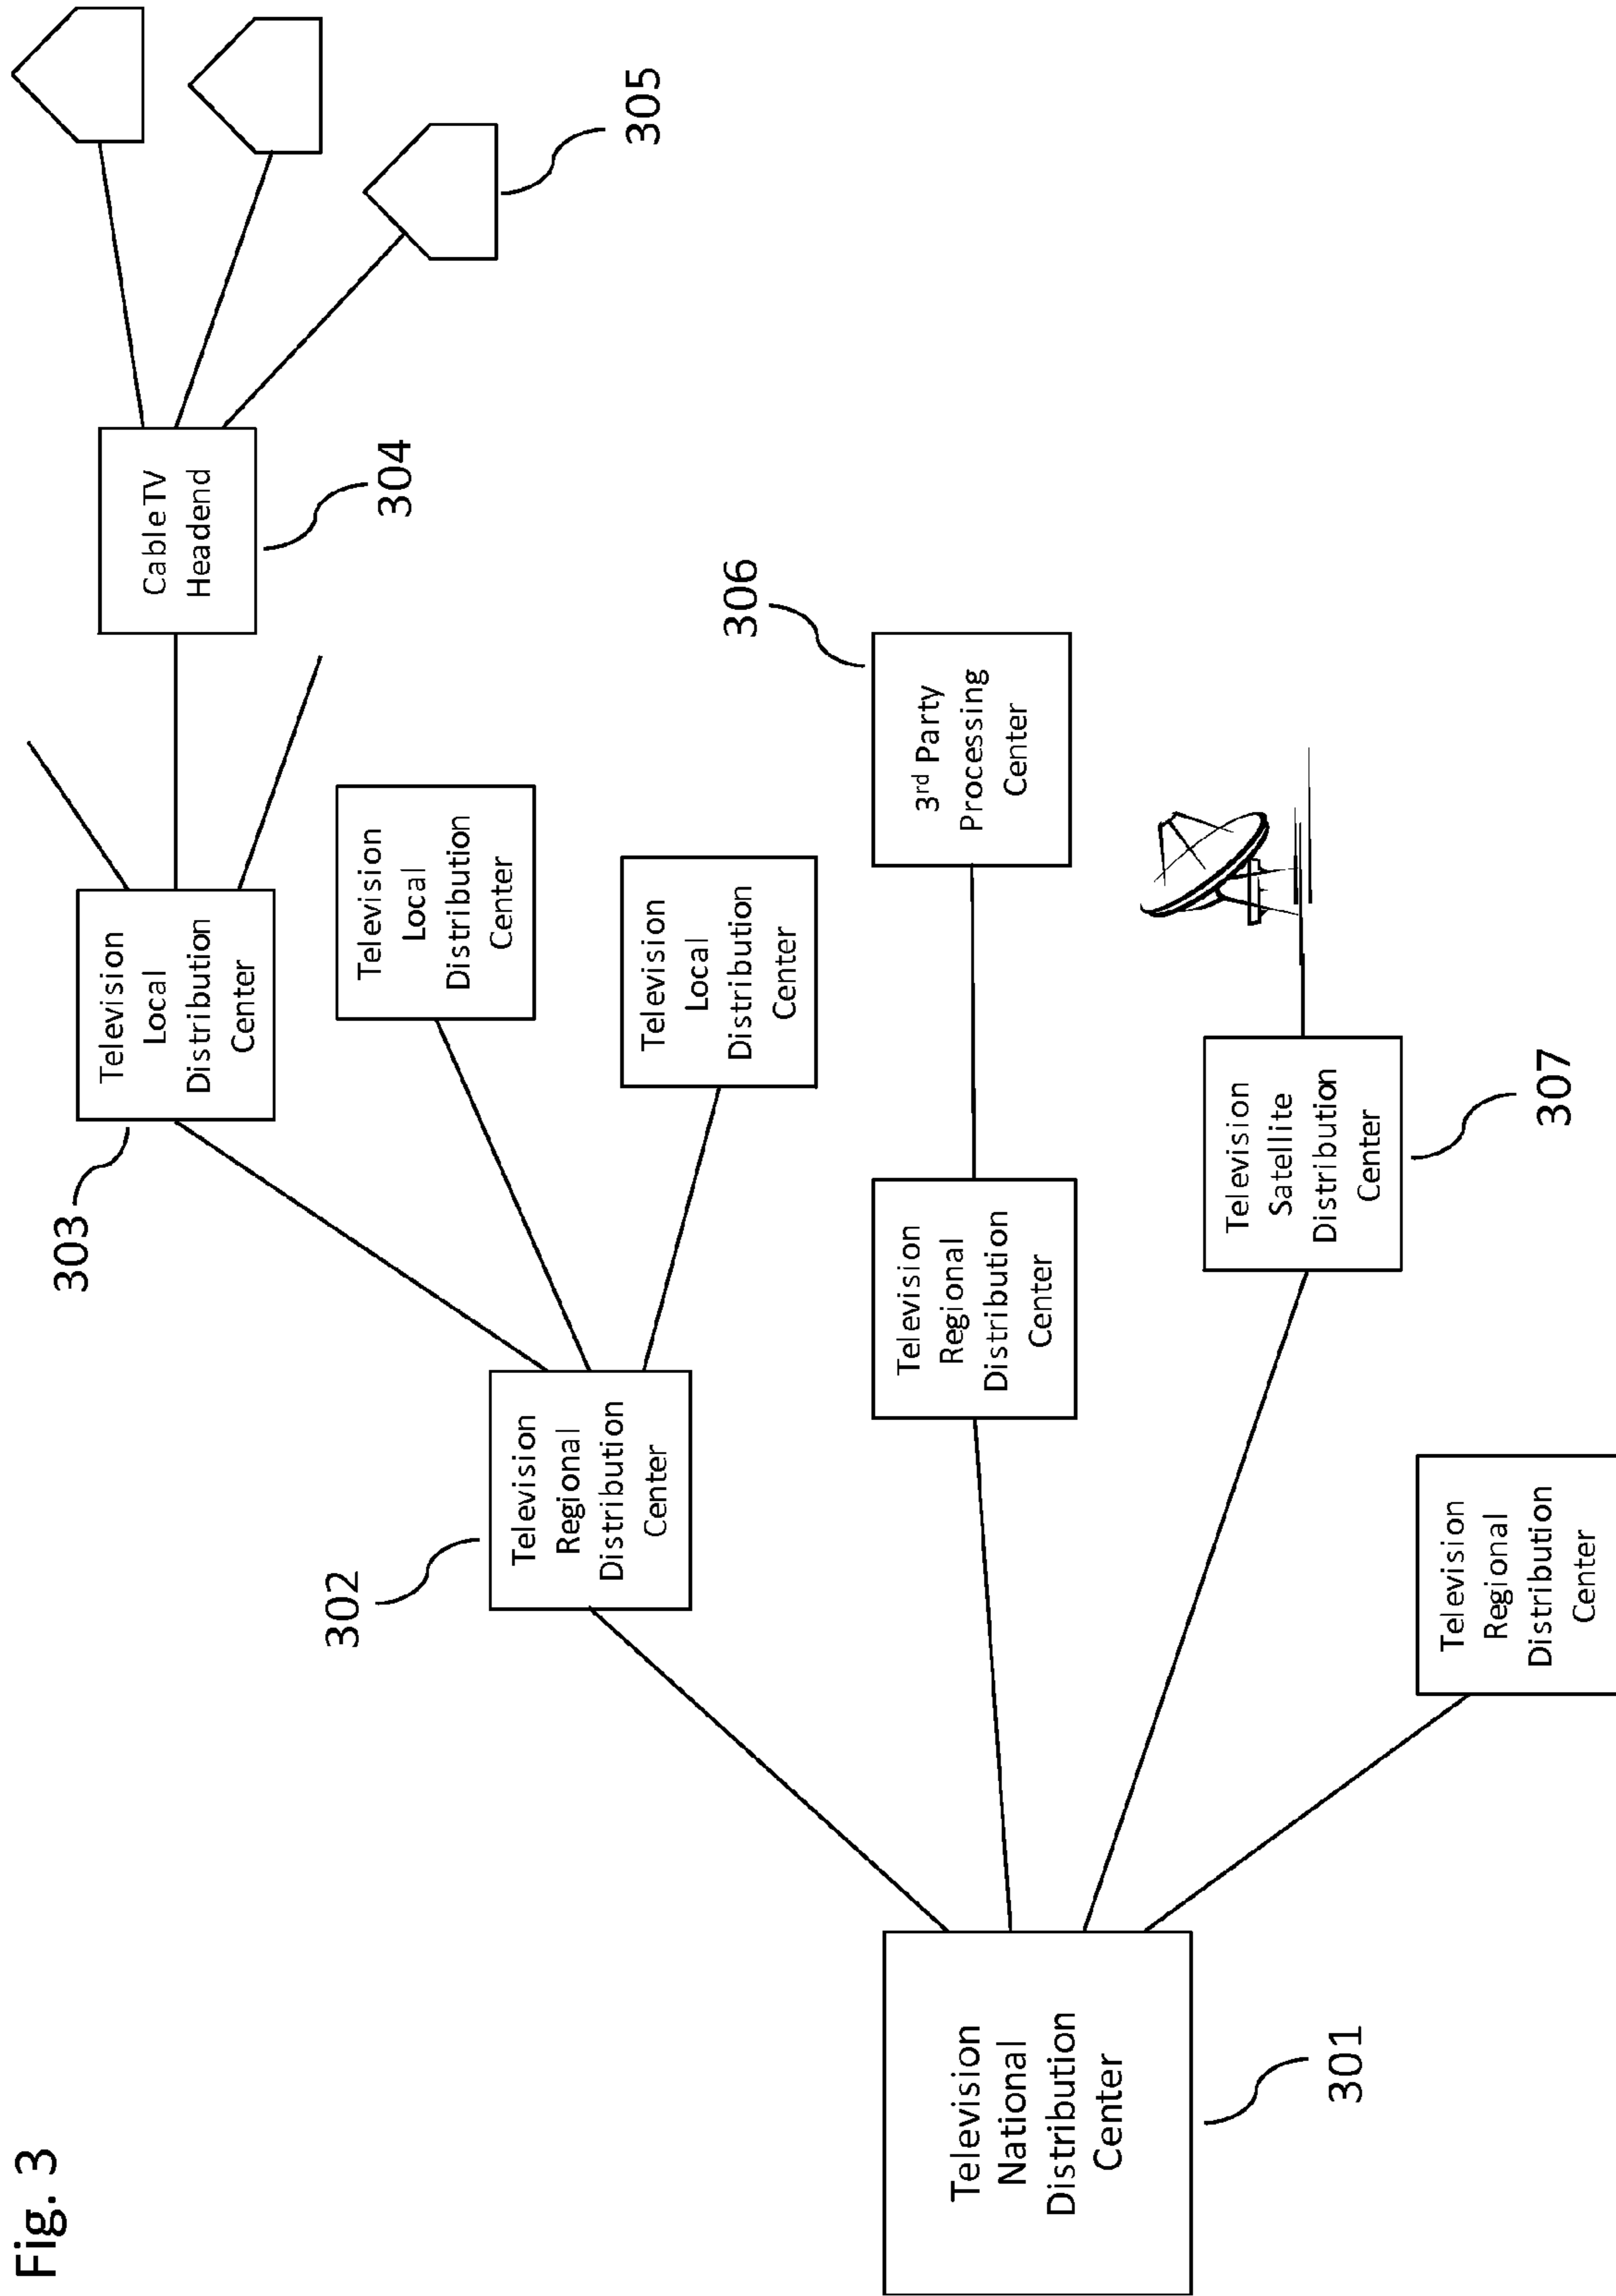 Fig. 3
Television
National
Distribution
Center
301
302
Television
Regional
Distribution
Center
303
Television
Local
Distribution
Center
Television
Local
Distribution
Center
Television
Local
Distribution
Center
Cable TV
Headend
304
305
Television
Regional
Distribution
Center
306
3rd Party
Processing
Center
Television
Satellite
Distribution
Center
307
Television
Regional
Distribution
Center